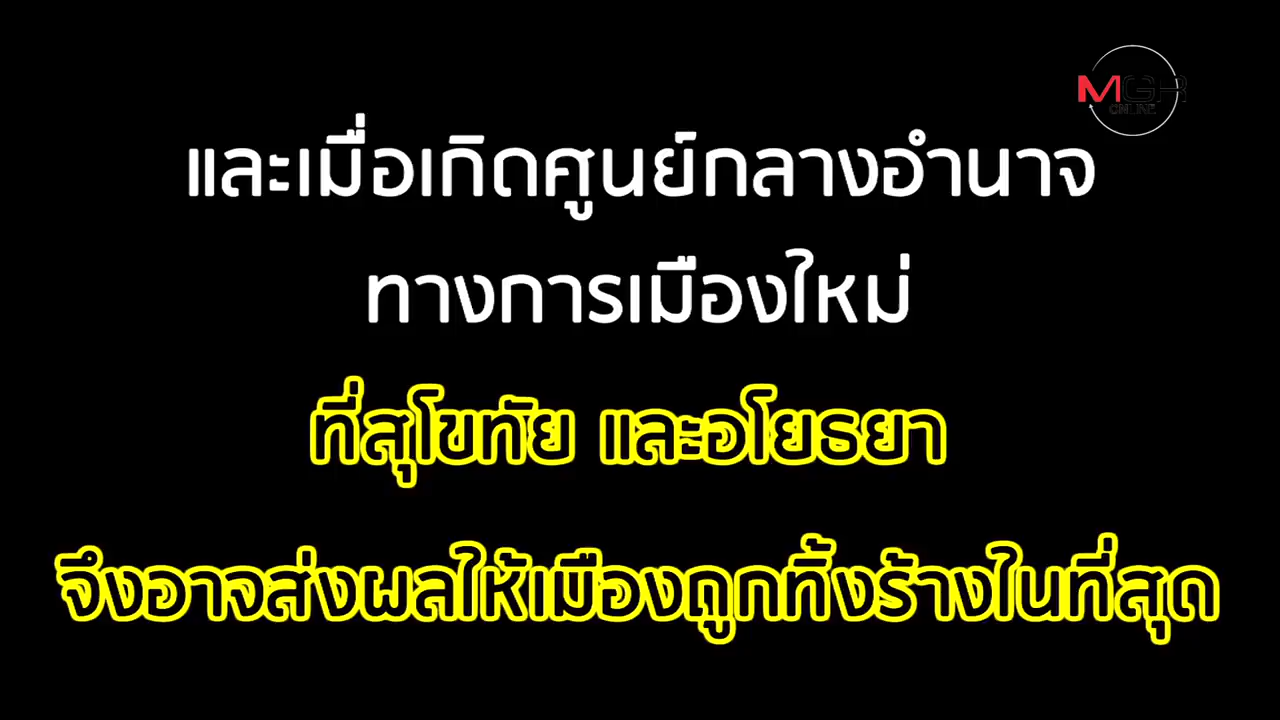 MGR
ONLINE
และเมื่อเกิดศูนย์กลางอำนาจ
ทางการเมืองใหม่
ที่สุโขทัย และอโยธยา
จึงอาจส่งผลให้เมืองถูกทิ้งร้างในที่สุด